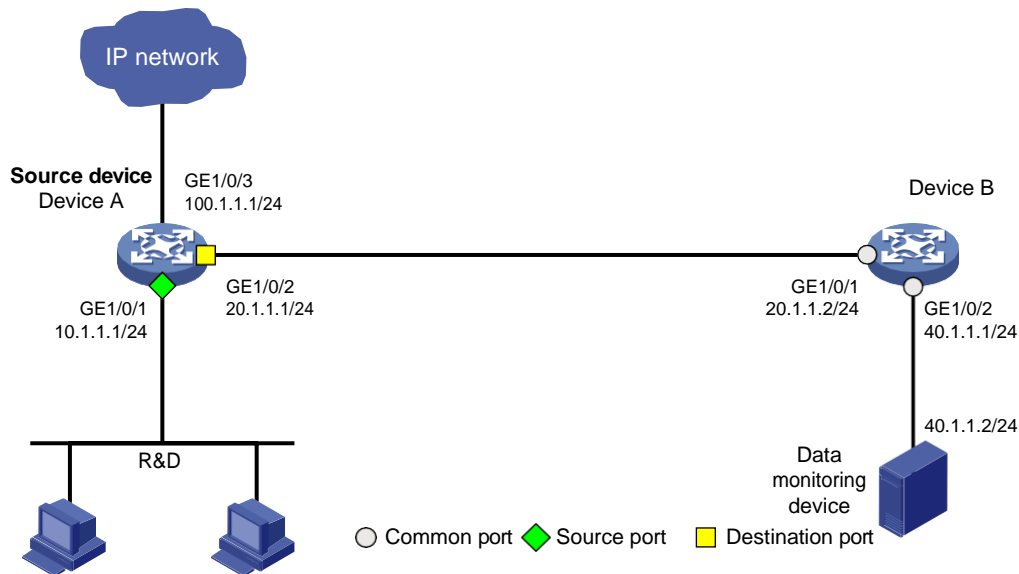 IP network
Source device
Device A
GE1/0/3
100.1.1.1/24
Device B
GE1/0/1
10.1.1.1/24
GE1/0/2
20.1.1.1/24
GE1/0/1
20.1.1.2/24
GE1/0/2
40.1.1.1/24
R&D
40.1.1.2/24
Data
monitoring
device
Common port
Source port
Destination port